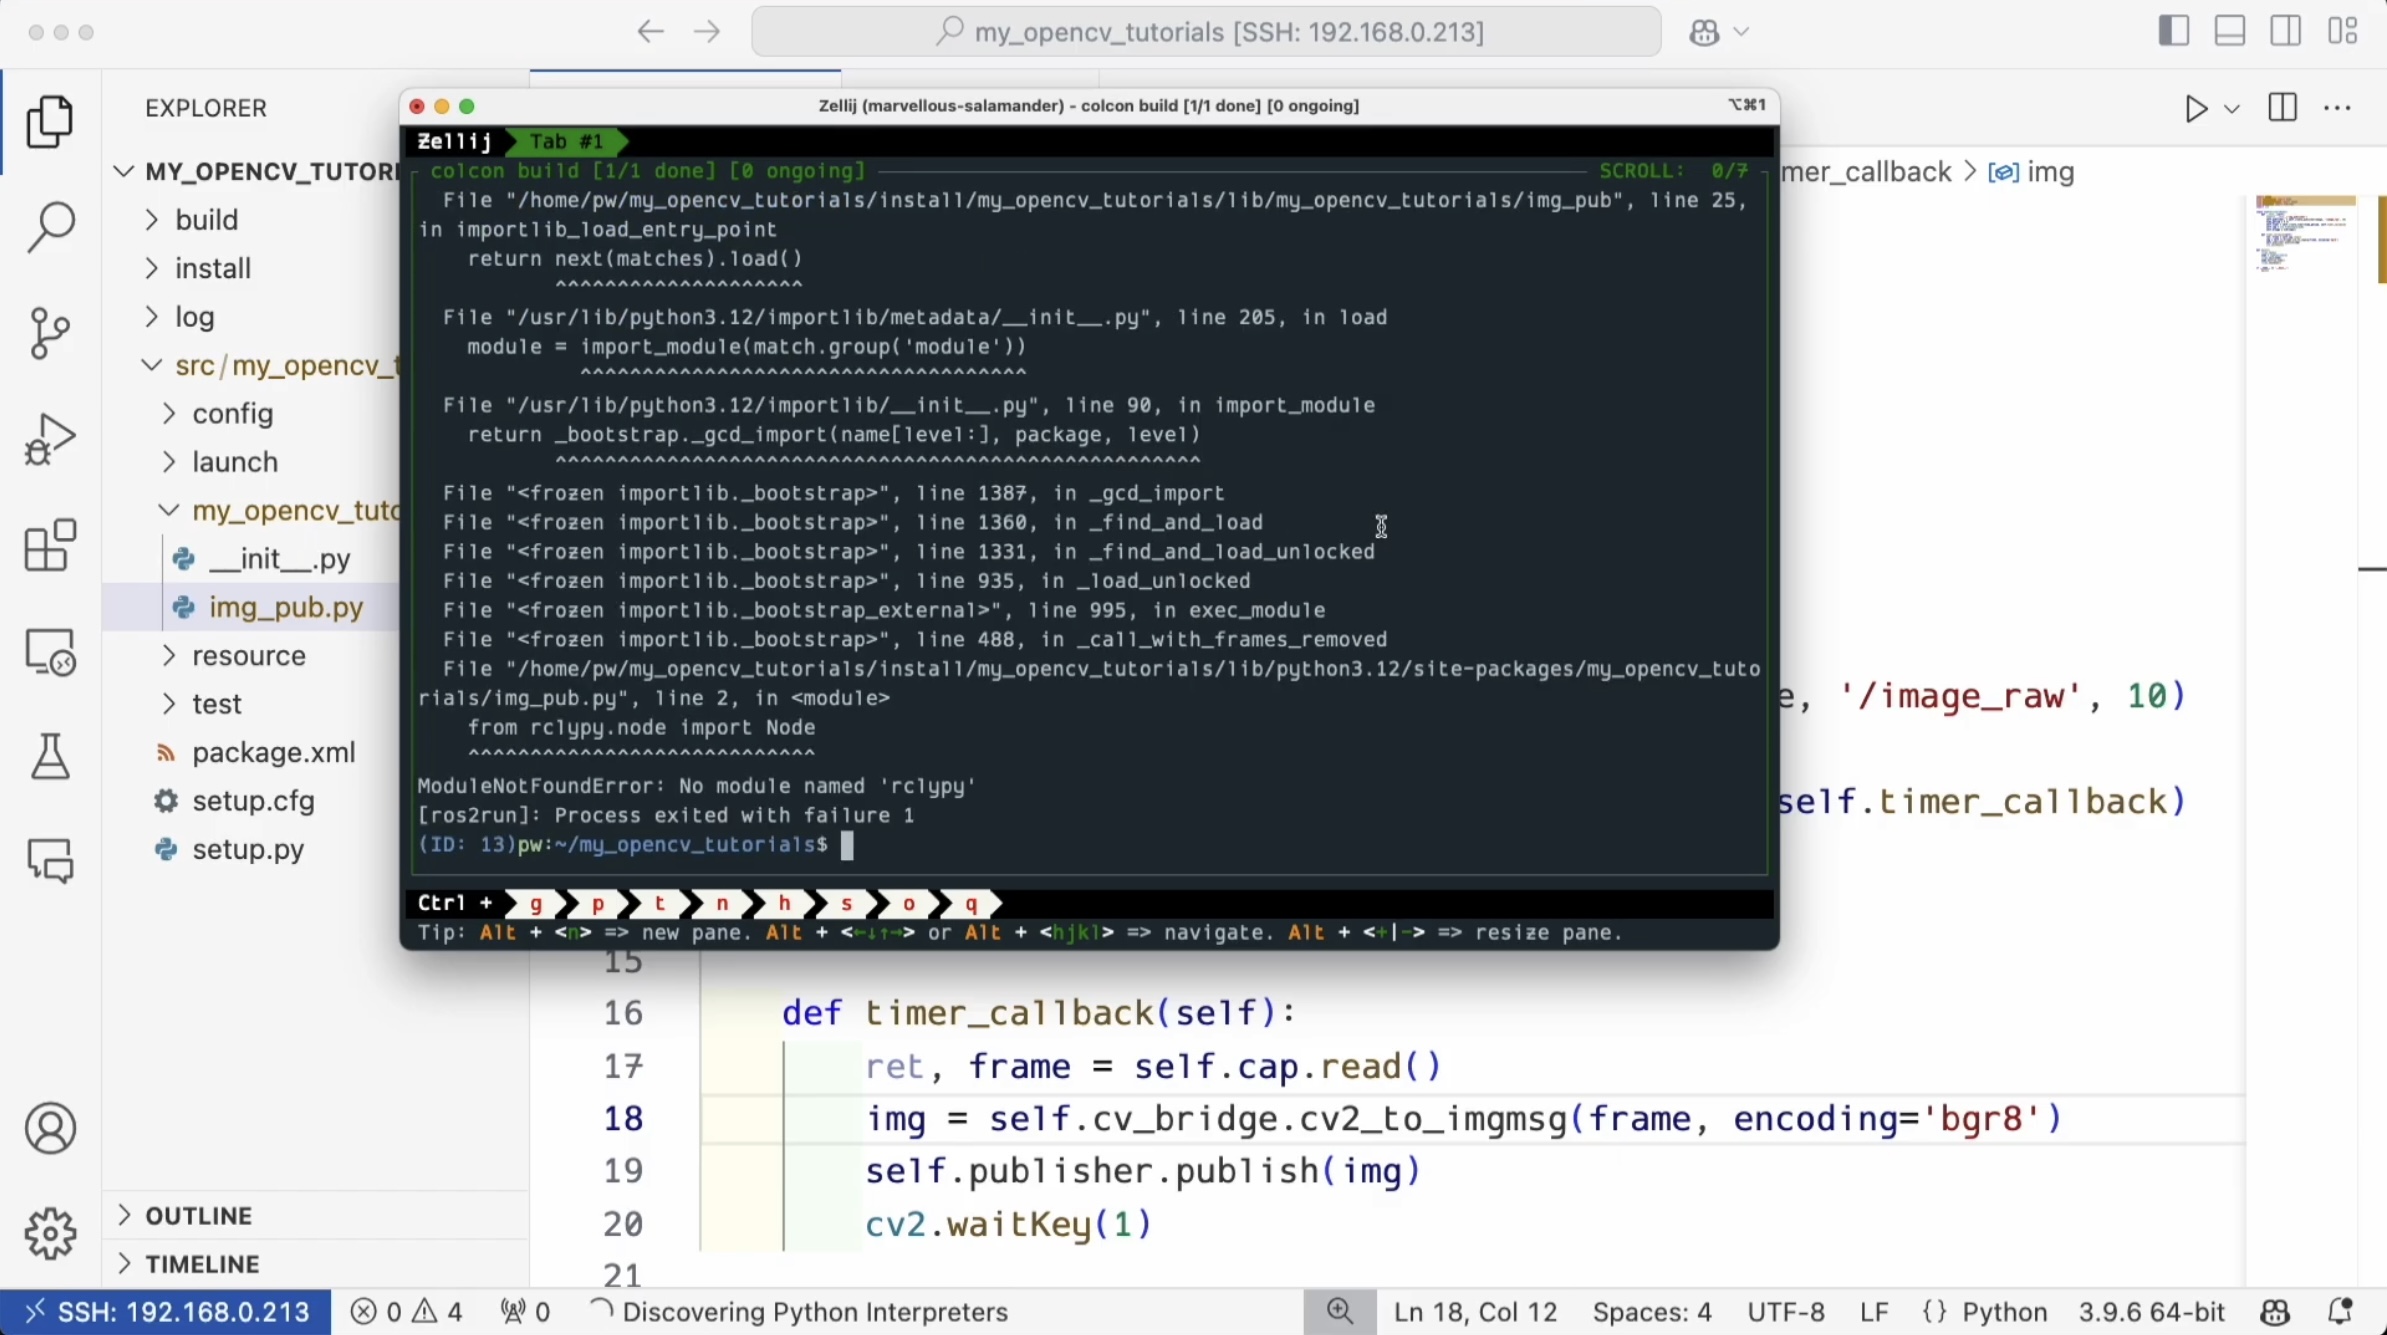 my_opencv_tutorials [SSH: 192.168.0.213]
EXPLORER
MY_OPENCV_TUTORI
build
install
log
src/my_opencv_t
config
launch
my_opencv_tuto
__init__.py
img_pub.py
resource
test
package.xml
setup.cfg
setup.py
OUTLINE
TIMELINE
Zellij (marvellous-salamander) - colcon build [1/1 done] [0 ongoing]
⌥⌘1
Zellij Tab #1
colcon build [1/1 done] [0 ongoing] SCROLL: 0/7
File "/home/pw/my_opencv_tutorials/install/my_opencv_tutorials/lib/my_opencv_tutorials/img_pub", line 25,
in importlib_load_entry_point
return next(matches).load()
^^^^^^^^^^^^^^^^^^^^
File "/usr/lib/python3.12/importlib/metadata/__init__.py", line 205, in load
module = import_module(match.group('module'))
^^^^^^^^^^^^^^^^^^^^^^^^^^^^^^^^^^^^
File "/usr/lib/python3.12/importlib/__init__.py", line 90, in import_module
return _bootstrap._gcd_import(name[level:], package, level)
^^^^^^^^^^^^^^^^^^^^^^^^^^^^^^^^^^^^^^^^^^^^^^^^^^^^
File "<frozen importlib._bootstrap>", line 1387, in _gcd_import
File "<frozen importlib._bootstrap>", line 1360, in _find_and_load
File "<frozen importlib._bootstrap>", line 1331, in _find_and_load_unlocked
File "<frozen importlib._bootstrap>", line 935, in _load_unlocked
File "<frozen importlib._bootstrap_external>", line 995, in exec_module
File "<frozen importlib._bootstrap>", line 488, in _call_with_frames_removed
File "/home/pw/my_opencv_tutorials/install/my_opencv_tutorials/lib/python3.12/site-packages/my_opencv_tuto
rials/img_pub.py", line 2, in <module>
from rclypy.node import Node
^^^^^^^^^^^^^^^^^^^^^^^^^^^^
ModuleNotFoundError: No module named 'rclypy'
[ros2run]: Process exited with failure 1
(ID: 13)pw:~/my_opencv_tutorials$
Ctrl + g p t n h s o q
Tip: Alt + <n> => new pane. Alt + <←↓↑→> or Alt + <hjkl> => navigate. Alt + <+|-> => resize pane.
mer_callback > img
e, '/image_raw', 10)
self.timer_callback)
15
16 def timer_callback(self):
17 ret, frame = self.cap.read()
18 img = self.cv_bridge.cv2_to_imgmsg(frame, encoding='bgr8')
19 self.publisher.publish(img)
20 cv2.waitKey(1)
21
SSH: 192.168.0.213 0 4 0 Discovering Python Interpreters Ln 18, Col 12 Spaces: 4 UTF-8 LF {} Python 3.9.6 64-bit